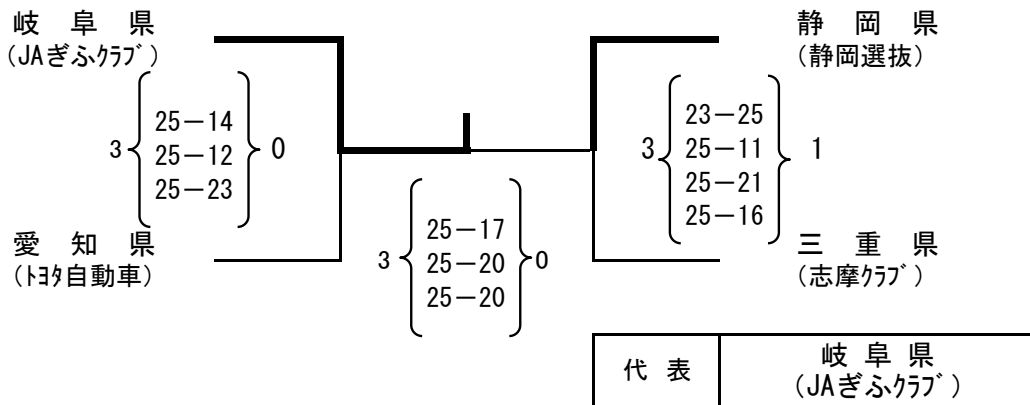 岐阜県
(JAぎふｸﾗﾌﾞ)
3 25－14 0
25－12
25－23
愛知県
(ﾄﾖﾀ自動車)
3 25－17 0
25－20
25－20
静岡県
(静岡選抜)
3 23－25 1
25－11
25－21
25－16
三重県
(志摩ｸﾗﾌﾞ)
代表
岐阜県
(JAぎふｸﾗﾌﾞ)